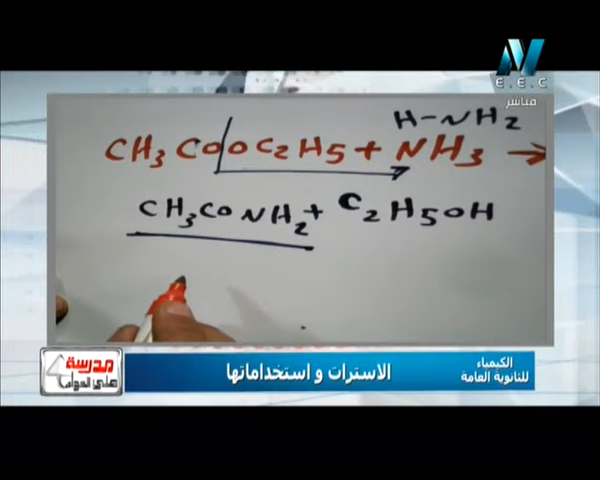 E.E.C
مباشر
H-NH2
CH3COOC2H5 + NH3 →
CH3CONH2 + C2H5OH
الكيمياء
للثانوية العامة
الاسترات و استخداماتها
مدرسة
على الهواء